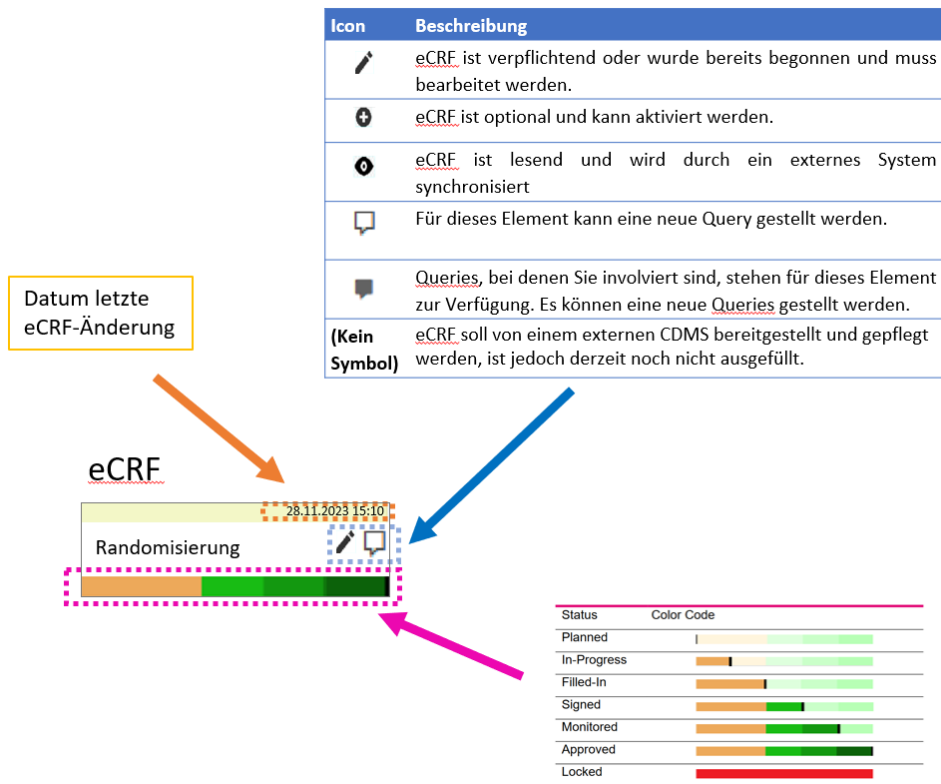 Icon Beschreibung
eCRF ist verpflichtend oder wurde bereits begonnen und muss
bearbeitet werden.
eCRF ist optional und kann aktiviert werden.
eCRF ist lesend und wird durch ein externes System
synchronisiert
Für dieses Element kann eine neue Query gestellt werden.
Queries, bei denen Sie involviert sind, stehen für dieses Element
zur Verfügung. Es können eine neue Queries gestellt werden.
(Kein Symbol)
eCRF soll von einem externen CDMS bereitgestellt und gepflegt
werden, ist jedoch derzeit noch nicht ausgefüllt.
Datum letzte
eCRF-Änderung
eCRF
28.11.2023 15:10
Randomisierung
Status Color Code
Planned
In-Progress
Filled-In
Signed
Monitored
Approved
Locked